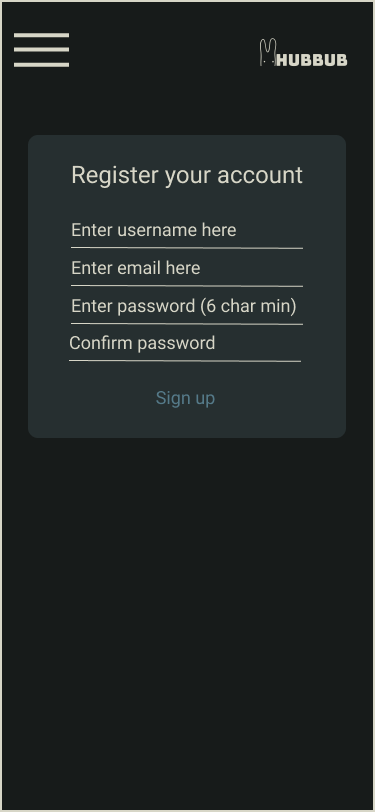 HUBBUB
Register your account
Enter username here
Enter email here
Enter password (6 char min)
Confirm password
Sign up